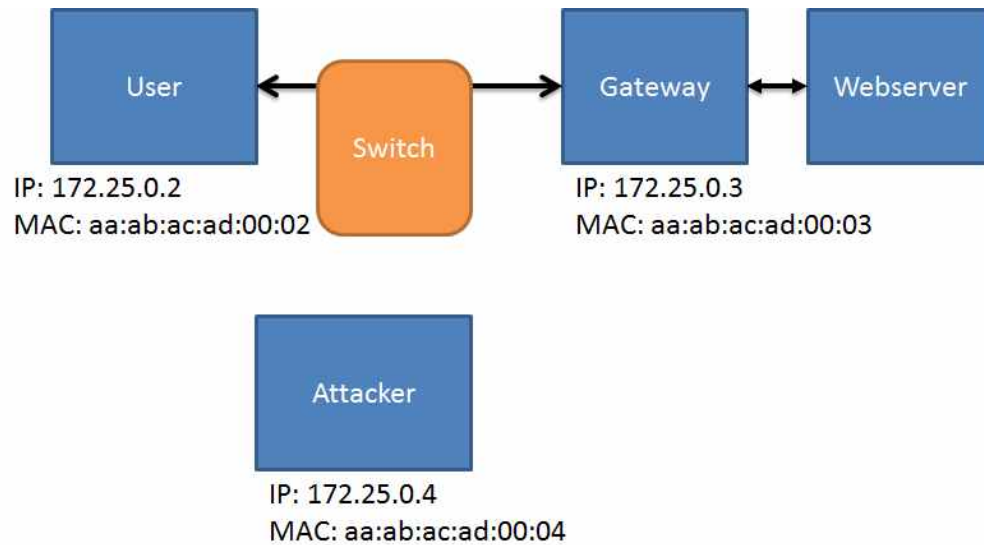 User
Switch
Gateway
Webserver
IP: 172.25.0.2
MAC: aa:ab:ac:ad:00:02
IP: 172.25.0.3
MAC: aa:ab:ac:ad:00:03
Attacker
IP: 172.25.0.4
MAC: aa:ab:ac:ad:00:04